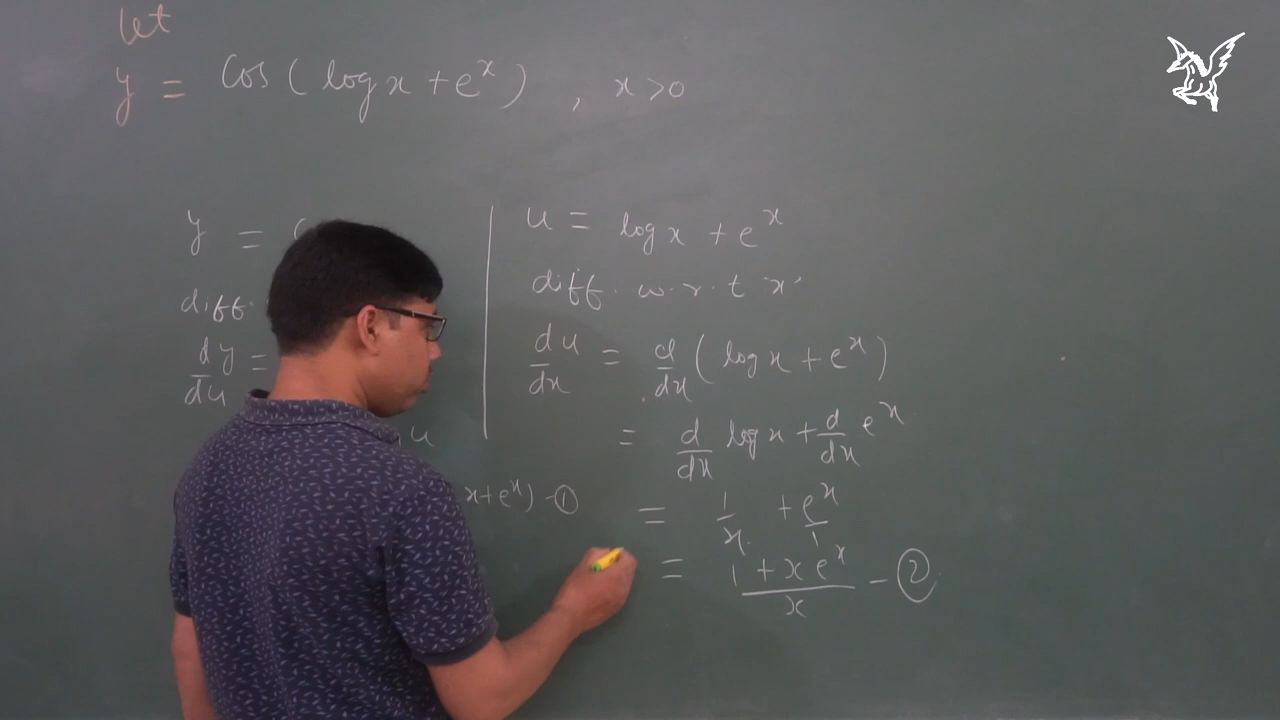 let
y = cos ( log x + e^x ) , x > 0
y =
diff.
dy/du =
u
x + e^x ) - ①
u = log x + e^x
diff. w.r.t x.
du/dx = d/dx ( log x + e^x )
= d/dx log x + d/dx e^x
= 1/x + e^x/1
= 1 + x e^x / x - ②